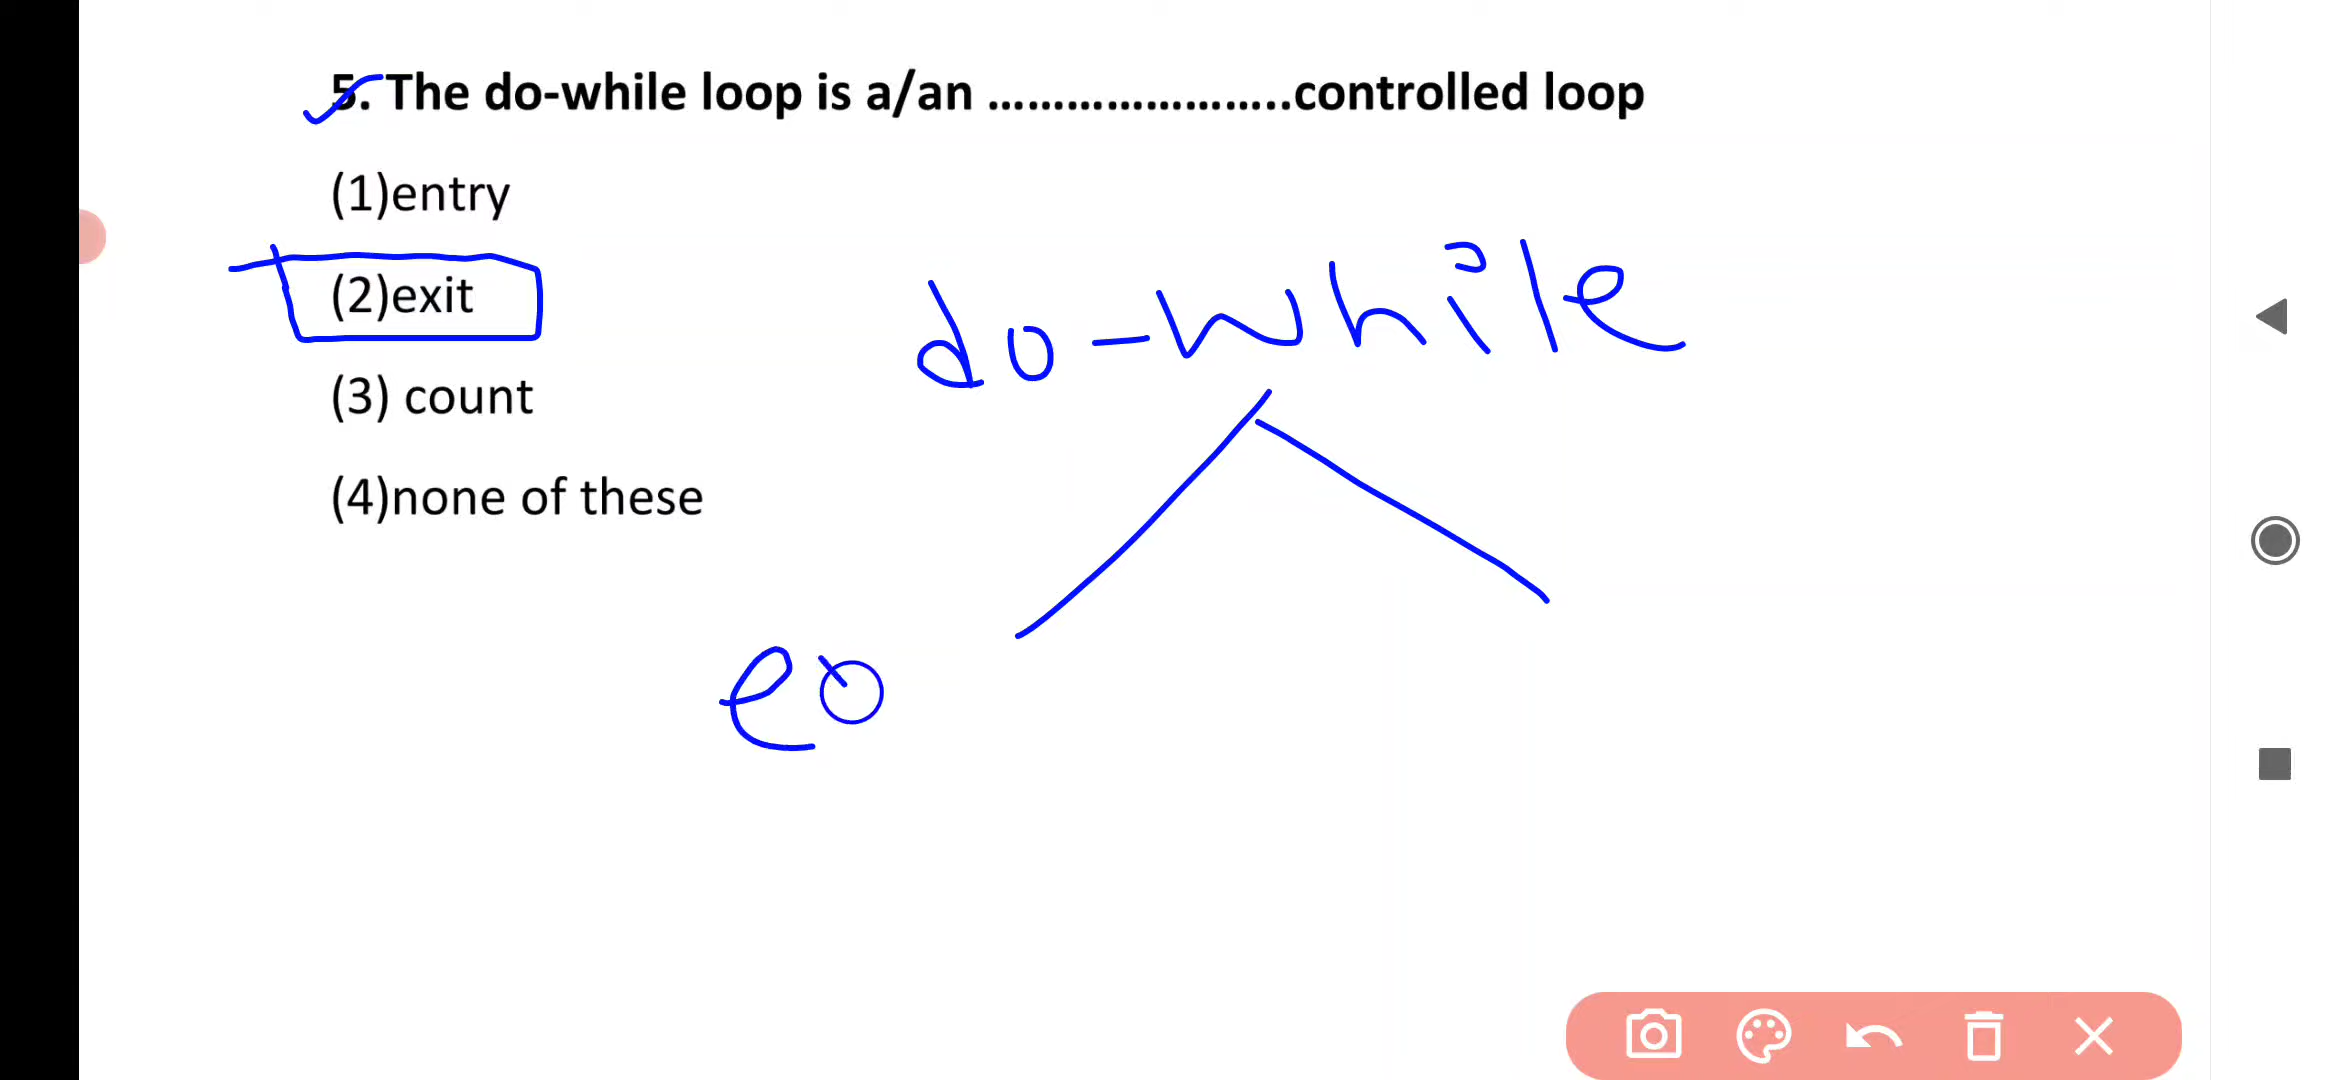 5. The do-while loop is a/an .......................controlled loop
(1)entry
(2)exit
(3) count
(4)none of these
do-while
e